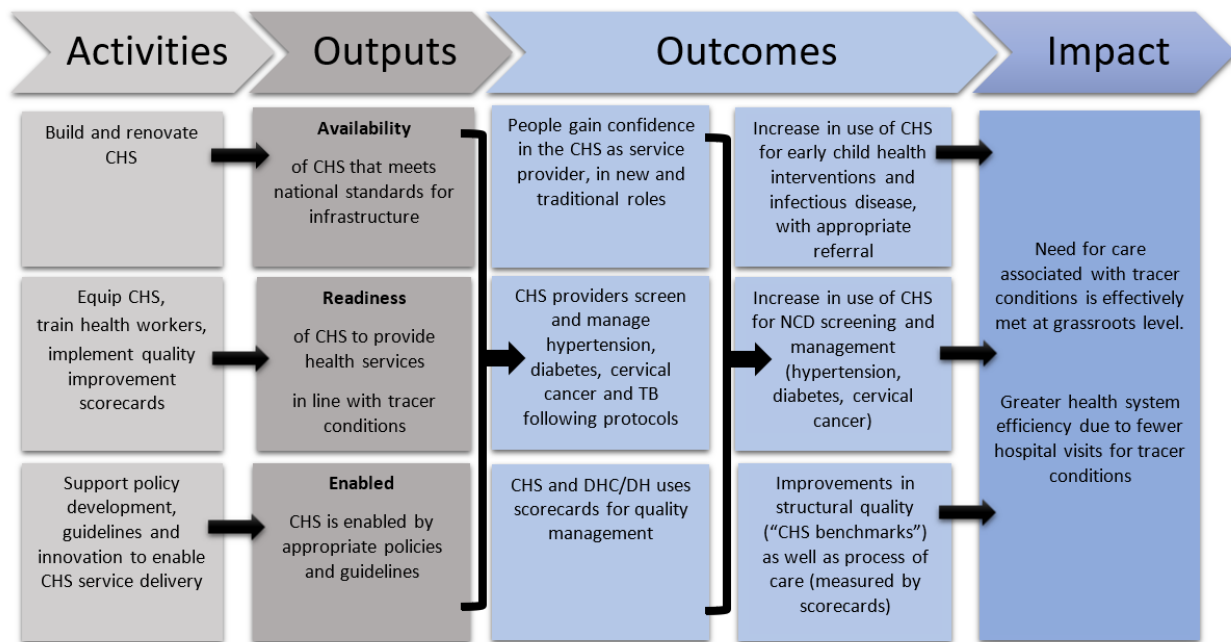 Activities
Outputs
Outcomes
Impact
Build and renovate
CHS
Availability
of CHS that meets
national standards for
infrastructure
People gain confidence
in the CHS as service
provider, in new and
traditional roles
Increase in use of CHS
for early child health
interventions and
infectious disease,
with appropriate
referral
Equip CHS,
train health workers,
implement quality
improvement
scorecards
Readiness
of CHS to provide
health services
in line with tracer
conditions
CHS providers screen
and manage
hypertension,
diabetes, cervical
cancer and TB
following protocols
Increase in use of CHS
for NCD screening and
management
(hypertension,
diabetes, cervical
cancer)
Support policy
development,
guidelines and
innovation to enable
CHS service delivery
Enabled
CHS is enabled by
appropriate policies
and guidelines
CHS and DHC/DH uses
scorecards for quality
management
Improvements in
structural quality
(“CHS benchmarks”)
as well as process of
care (measured by
scorecards)
Need for care
associated with tracer
conditions is effectively
met at grassroots level.
Greater health system
efficiency due to fewer
hospital visits for tracer
conditions